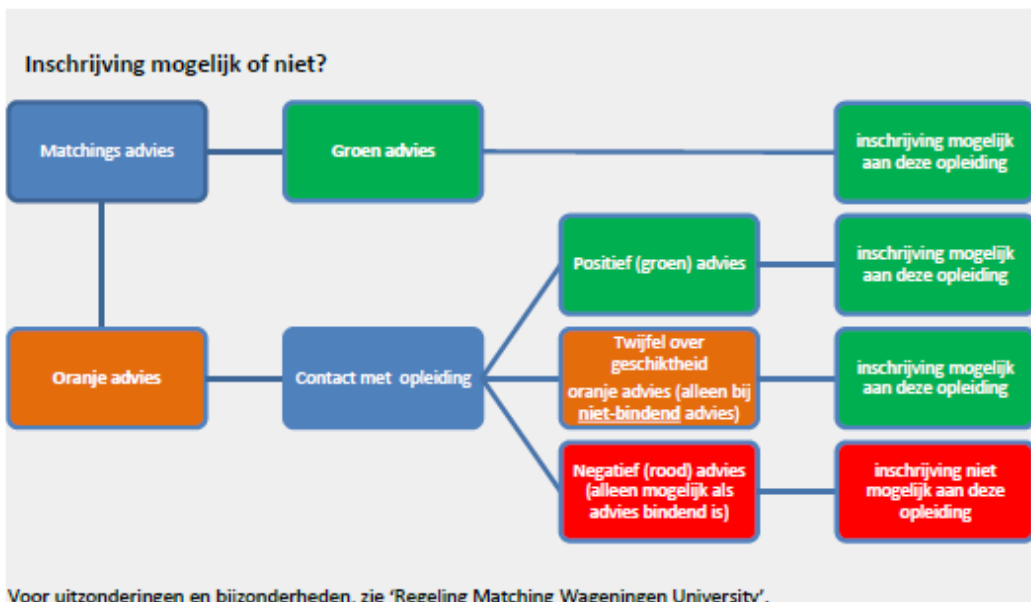 Inschrijving mogelijk of niet?
Matchings advies
Groen advies
inschrijving mogelijk
aan deze opleiding
Positief (groen) advies
inschrijving mogelijk
aan deze opleiding
Oranje advies
Contact met opleiding
Twijfel over
geschiktheid
oranje advies (alleen bij
niet-bindend advies)
inschrijving mogelijk
aan deze opleiding
Negatief (rood) advies
(alleen mogelijk als
advies bindend is)
inschrijving niet
mogelijk aan deze
opleiding
Voor uitzonderingen en bijzonderheden, zie ‘Regeling Matching Wageningen University’.